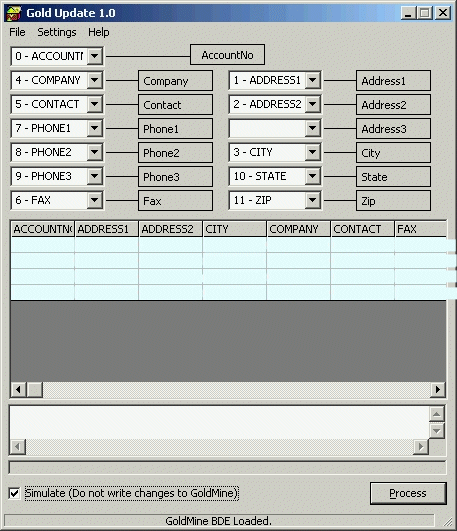 Gold Update 1.0
File Settings Help
0 - ACCOUNTN AccountNo
4 - COMPANY Company 1 - ADDRESS1 Address1
5 - CONTACT Contact 2 - ADDRESS2 Address2
7 - PHONE1 Phone1 Address3
8 - PHONE2 Phone2 3 - CITY City
9 - PHONE3 Phone3 10 - STATE State
6 - FAX Fax 11 - ZIP Zip
ACCOUNTNO ADDRESS1 ADDRESS2 CITY COMPANY CONTACT FAX
Simulate (Do not write changes to GoldMine) Process
GoldMine BDE Loaded.